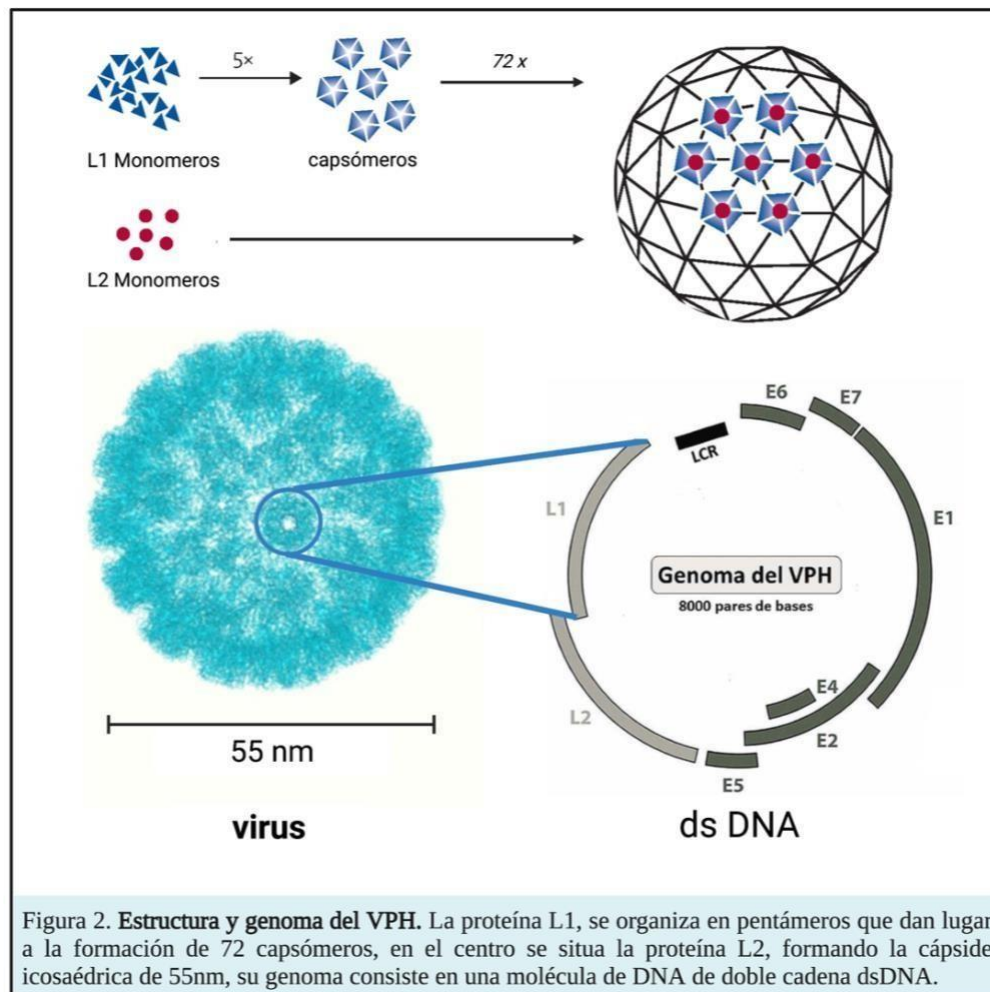 5×
72 x
L1 Monomeros
capsómeros
L2 Monomeros
E6
E7
LCR
L1
E1
Genoma del VPH
8000 pares de bases
E4
L2
E2
E5
55 nm
virus
ds DNA
Figura 2. Estructura y genoma del VPH. La proteína L1, se organiza en pentámeros que dan lugar
a la formación de 72 capsómeros, en el centro se situa la proteína L2, formando la cápside
icosaédrica de 55nm, su genoma consiste en una molécula de DNA de doble cadena dsDNA.